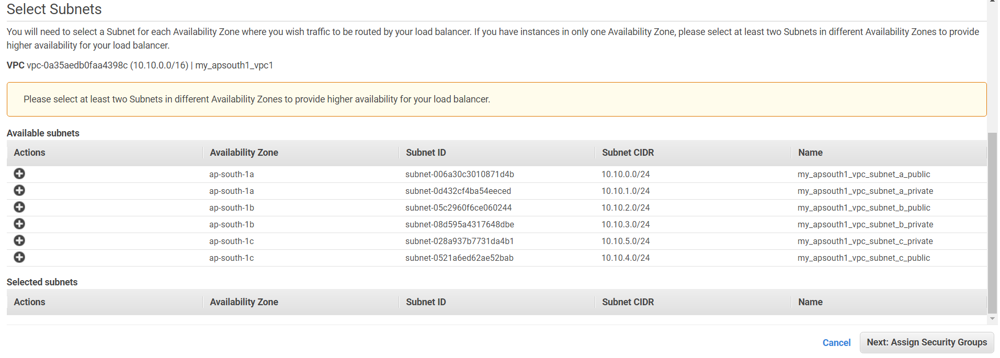 Select Subnets
You will need to select a Subnet for each Availability Zone where you wish traffic to be routed by your load balancer. If you have instances in only one Availability Zone, please select at least two Subnets in different Availability Zones to provide
higher availability for your load balancer.
VPC vpc-0a35aedb0faa4398c (10.10.0.0/16) | my_apsouth1_vpc1
Please select at least two Subnets in different Availability Zones to provide higher availability for your load balancer.
Available subnets
Actions Availability Zone Subnet ID Subnet CIDR Name
ap-south-1a subnet-006a30c3010871d4b 10.10.0.0/24 my_apsouth1_vpc_subnet_a_public
ap-south-1a subnet-0d432cf4ba54eeced 10.10.1.0/24 my_apsouth1_vpc_subnet_a_private
ap-south-1b subnet-05c2960f6ce060244 10.10.2.0/24 my_apsouth1_vpc_subnet_b_public
ap-south-1b subnet-08d595a4317648dbe 10.10.3.0/24 my_apsouth1_vpc_subnet_b_private
ap-south-1c subnet-028a937b7731da4b1 10.10.5.0/24 my_apsouth1_vpc_subnet_c_private
ap-south-1c subnet-0521a6ed62ae52bab 10.10.4.0/24 my_apsouth1_vpc_subnet_c_public
Selected subnets
Actions Availability Zone Subnet ID Subnet CIDR Name
Cancel Next: Assign Security Groups